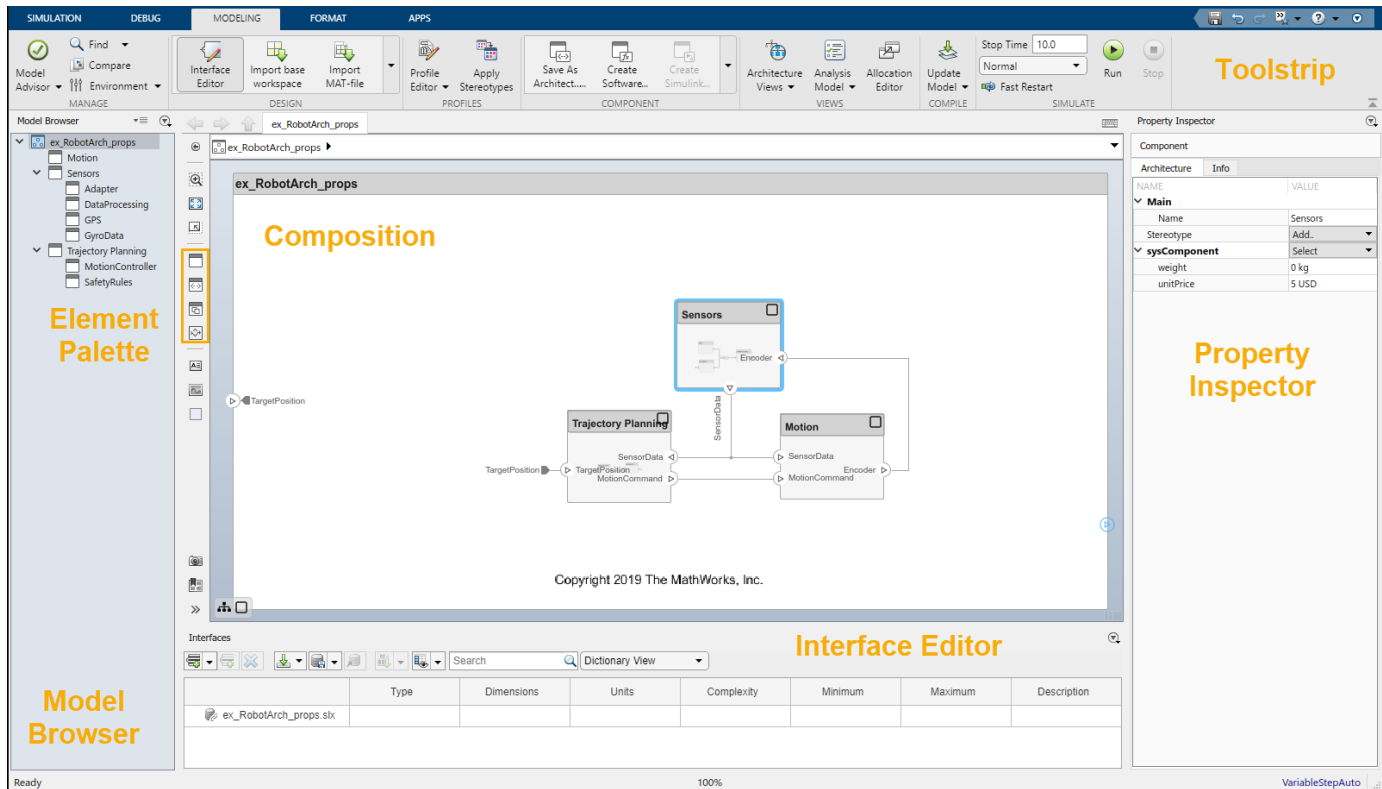 SIMULATION DEBUG MODELING FORMAT APPS
Find
Compare
Model Advisor
Environment
MANAGE
Interface Editor
Import base workspace
Import MAT-file
DESIGN
Profile Editor
Apply Stereotypes
PROFILES
Save As Architect.....
Create Software...
Create Simulink...
COMPONENT
Architecture Views
Analysis Model
Allocation Editor
VIEWS
Update Model
COMPILE
Stop Time 10.0
Normal
Fast Restart
Run
Stop
SIMULATE
Toolstrip
Model Browser
ex_RobotArch_props
Motion
Sensors
Adapter
DataProcessing
GPS
GyroData
Trajectory Planning
MotionController
SafetyRules
Element
Palette
Model
Browser
ex_RobotArch_props
ex_RobotArch_props
ex_RobotArch_props
Composition
Sensors
Encoder
SensorData
TargetPosition
Trajectory Planning
SensorData
TargetPosition
TargetPosition
MotionCommand
Motion
SensorData
Encoder
MotionCommand
Copyright 2019 The MathWorks, Inc.
Property Inspector
Component
Architecture Info
NAME VALUE
Main
Name Sensors
Stereotype Add..
sysComponent Select
weight 0 kg
unitPrice 5 USD
Property
Inspector
Interfaces
Interface Editor
Search
Dictionary View
Type Dimensions Units Complexity Minimum Maximum Description
ex_RobotArch_props.slx
Ready 100% VariableStepAuto